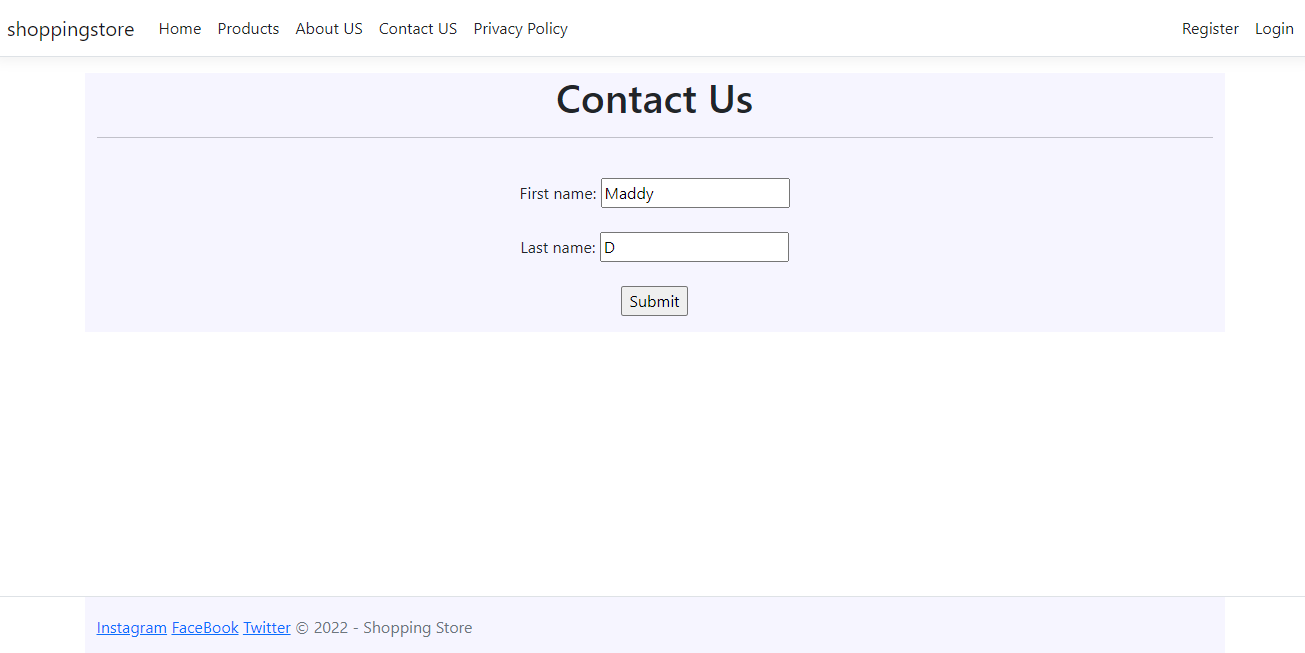 shoppingstore Home Products About US Contact US Privacy Policy Register Login
Contact Us
First name: Maddy
Last name: D
Submit
Instagram FaceBook Twitter © 2022 - Shopping Store